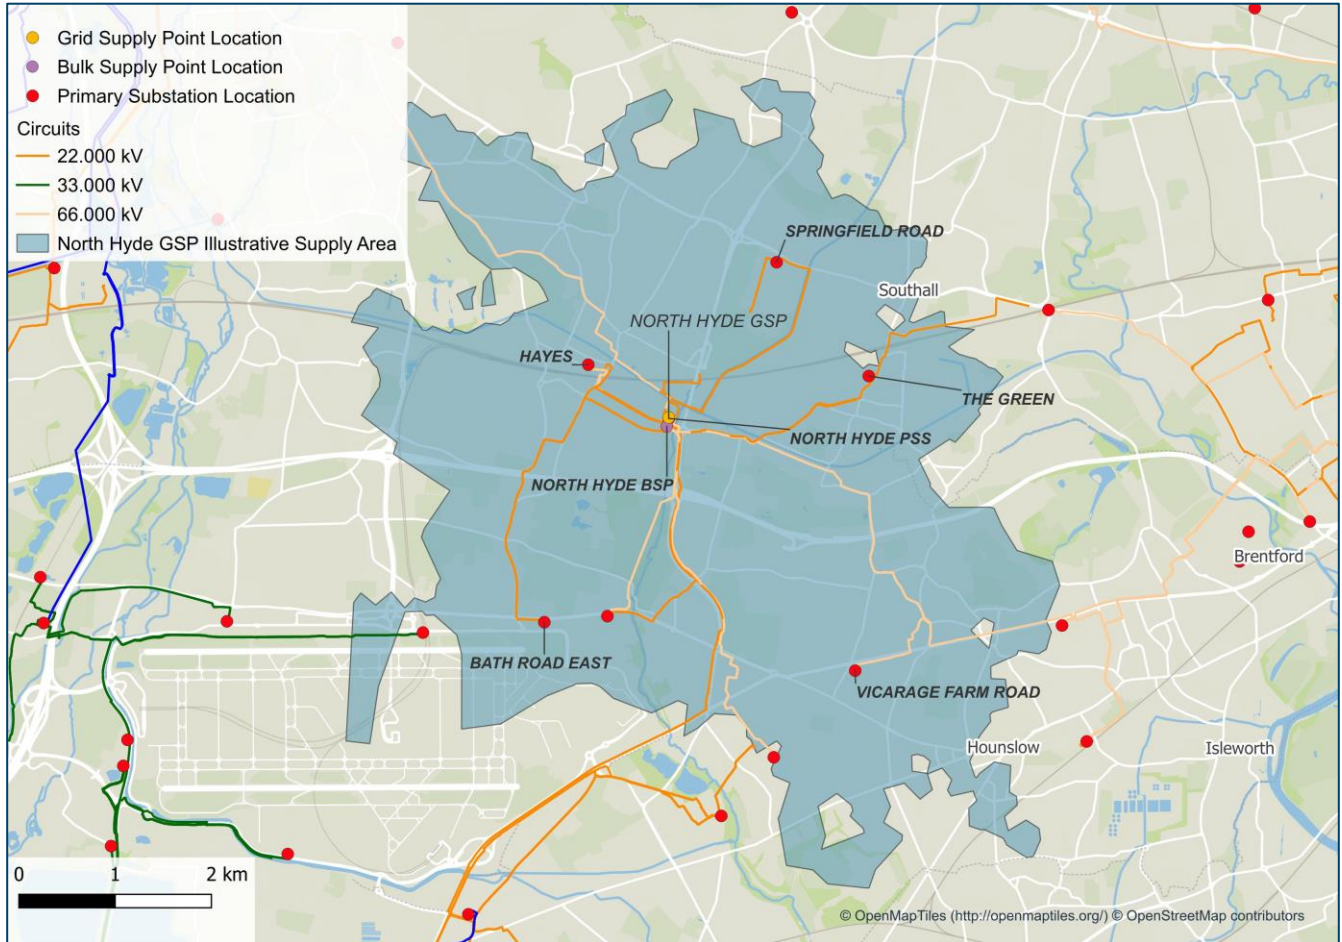 Grid Supply Point Location
Bulk Supply Point Location
Primary Substation Location
Circuits
22.000 kV
33.000 kV
66.000 kV
North Hyde GSP Illustrative Supply Area
SPRINGFIELD ROAD
Southall
NORTH HYDE GSP
HAYES
THE GREEN
NORTH HYDE PSS
NORTH HYDE BSP
Brentford
BATH ROAD EAST
VICARAGE FARM ROAD
Hounslow
Isleworth
0 1 2 km
© OpenMapTiles (http://openmaptiles.org/) © OpenStreetMap contributors